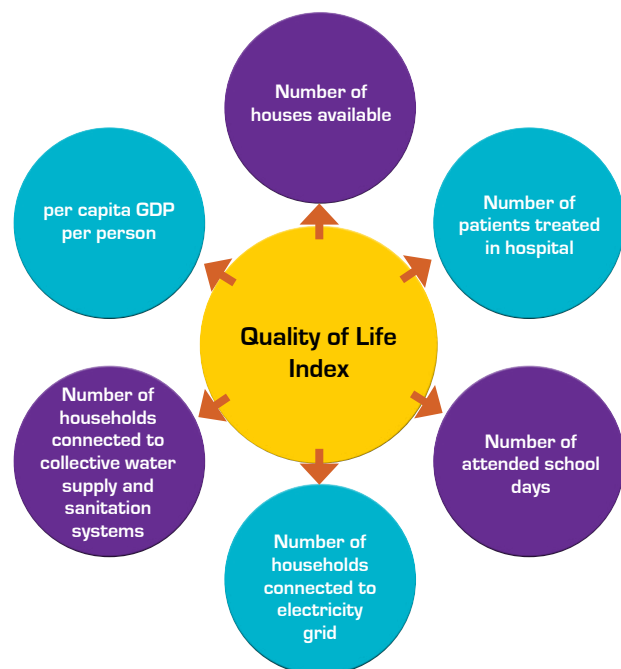 Number of
houses available
per capita GDP
per person
Number of
patients treated
in hospital
Quality of Life
Index
Number of
households
connected to
collective water
supply and
sanitation
systems
Number of
attended school
days
Number of
households
connected to
electricity
grid